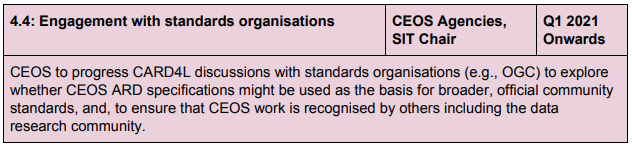 4.4: Engagement with standards organisations
CEOS Agencies,
SIT Chair
Q1 2021
Onwards
CEOS to progress CARD4L discussions with standards organisations (e.g., OGC) to explore
whether CEOS ARD specifications might be used as the basis for broader, official community
standards, and, to ensure that CEOS work is recognised by others including the data
research community.